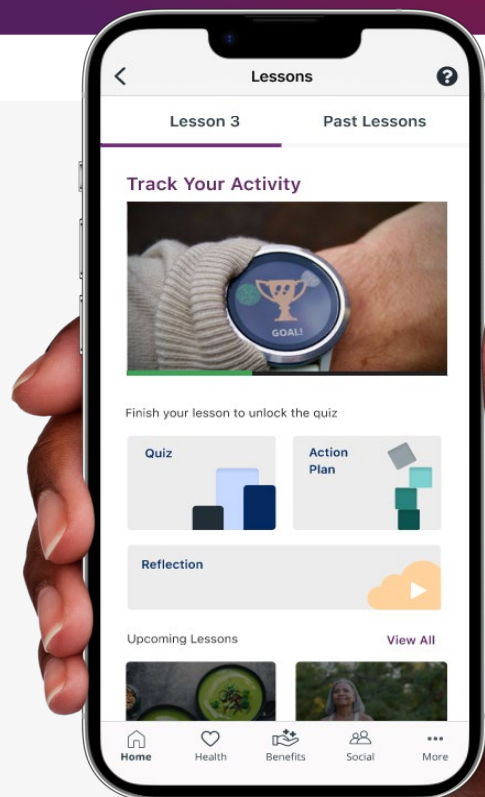 Lessons
Lesson 3 Past Lessons
Track Your Activity
GOAL!
Finish your lesson to unlock the quiz
Quiz
Action
Plan
Reflection
Upcoming Lessons View All
Home Health Benefits Social More